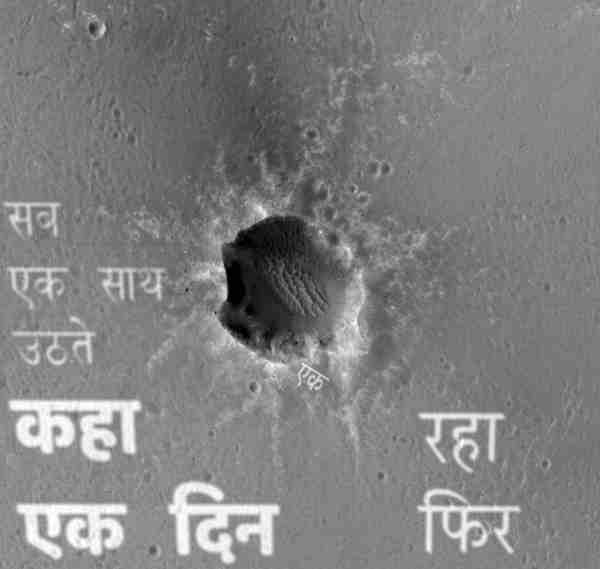 सब
एक साथ
उठते
एक
कहा
एक दिन
रहा
फिर